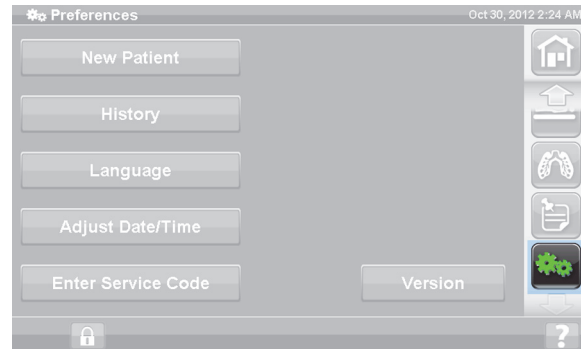 Preferences
Oct 30, 2012 2:24 AM
New Patient
History
Language
Adjust Date/Time
Enter Service Code
Version
?